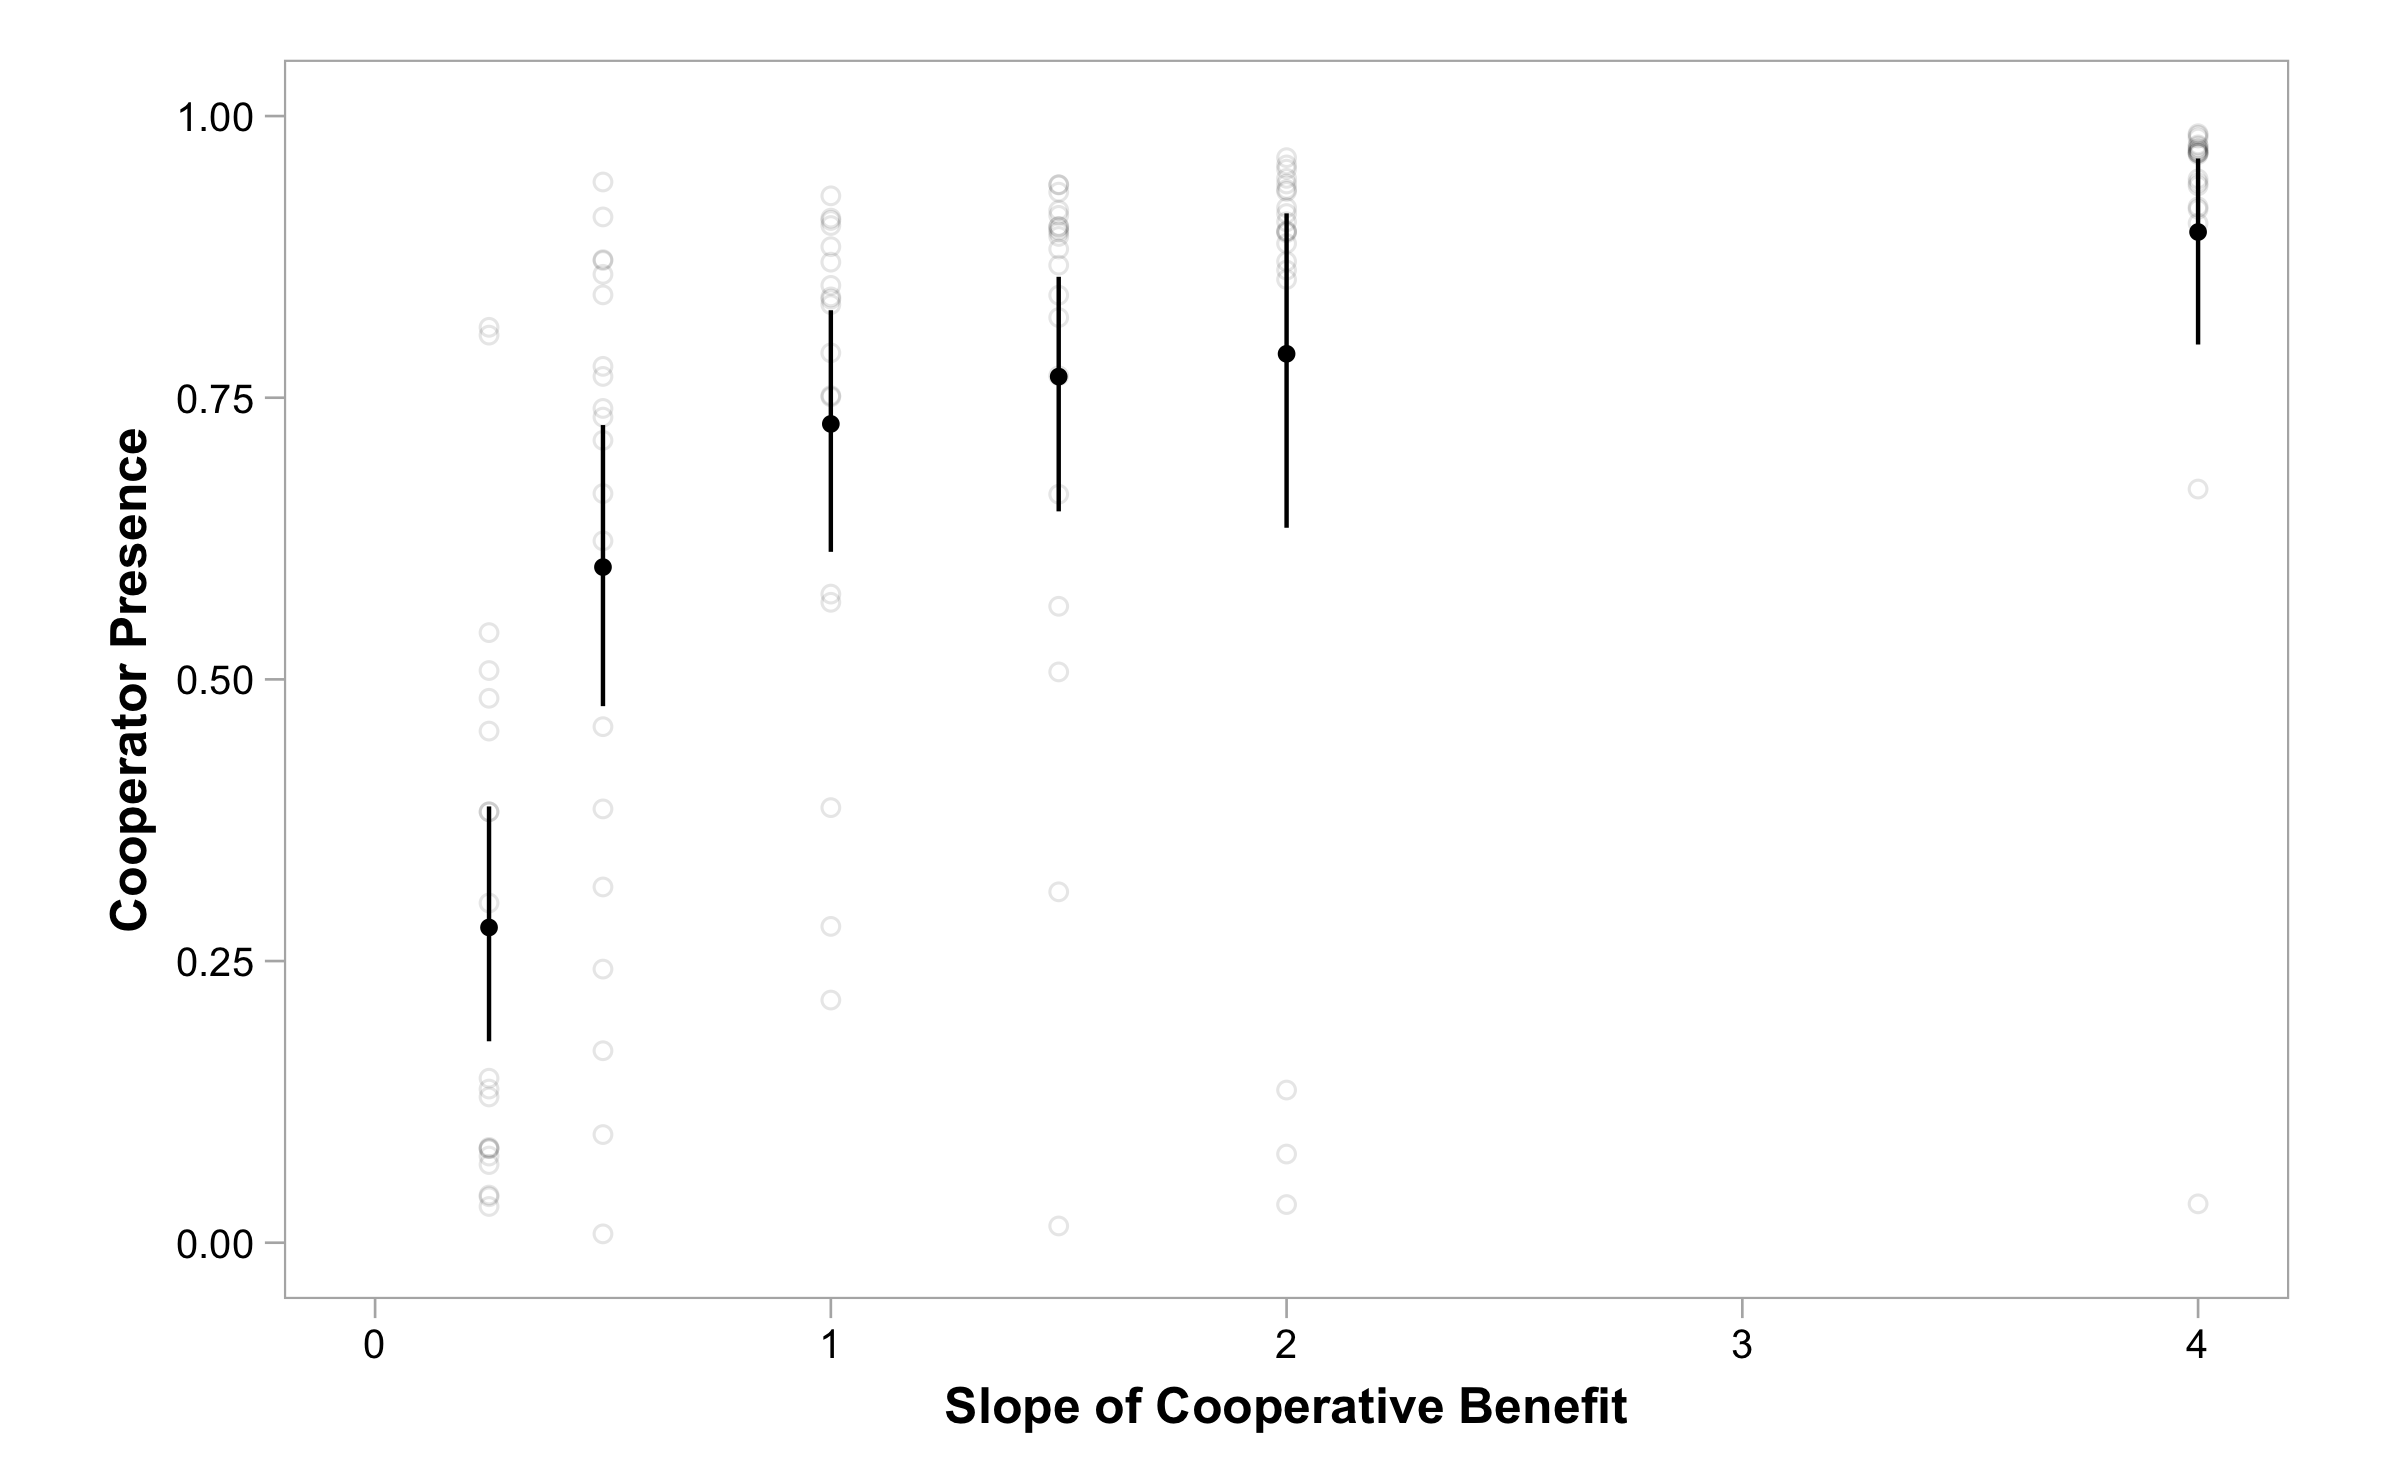 Cooperator Presence
1.00
0.75
0.50
0.25
0.00
0 1 2 3 4
Slope of Cooperative Benefit